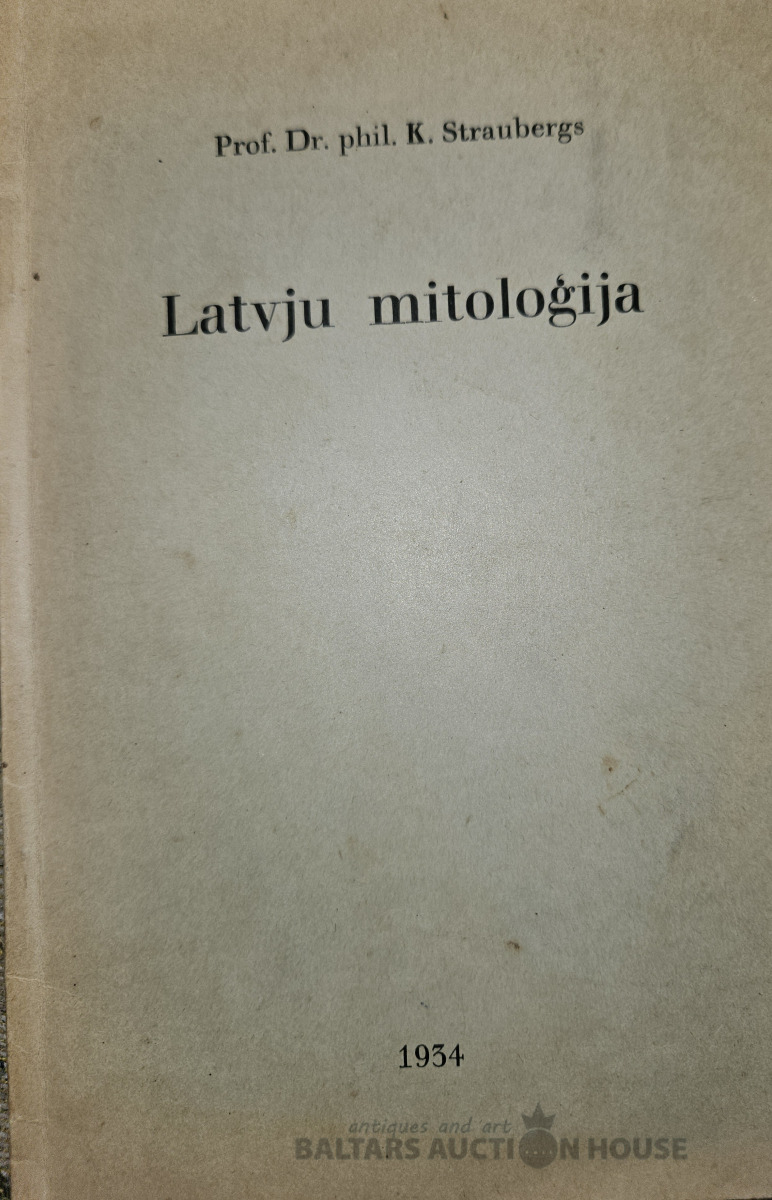 Prof. Dr. phil. K. Straubergs
Latvju mitoloģija
1934
antiques and art
BALTARS AUCTION HOUSE